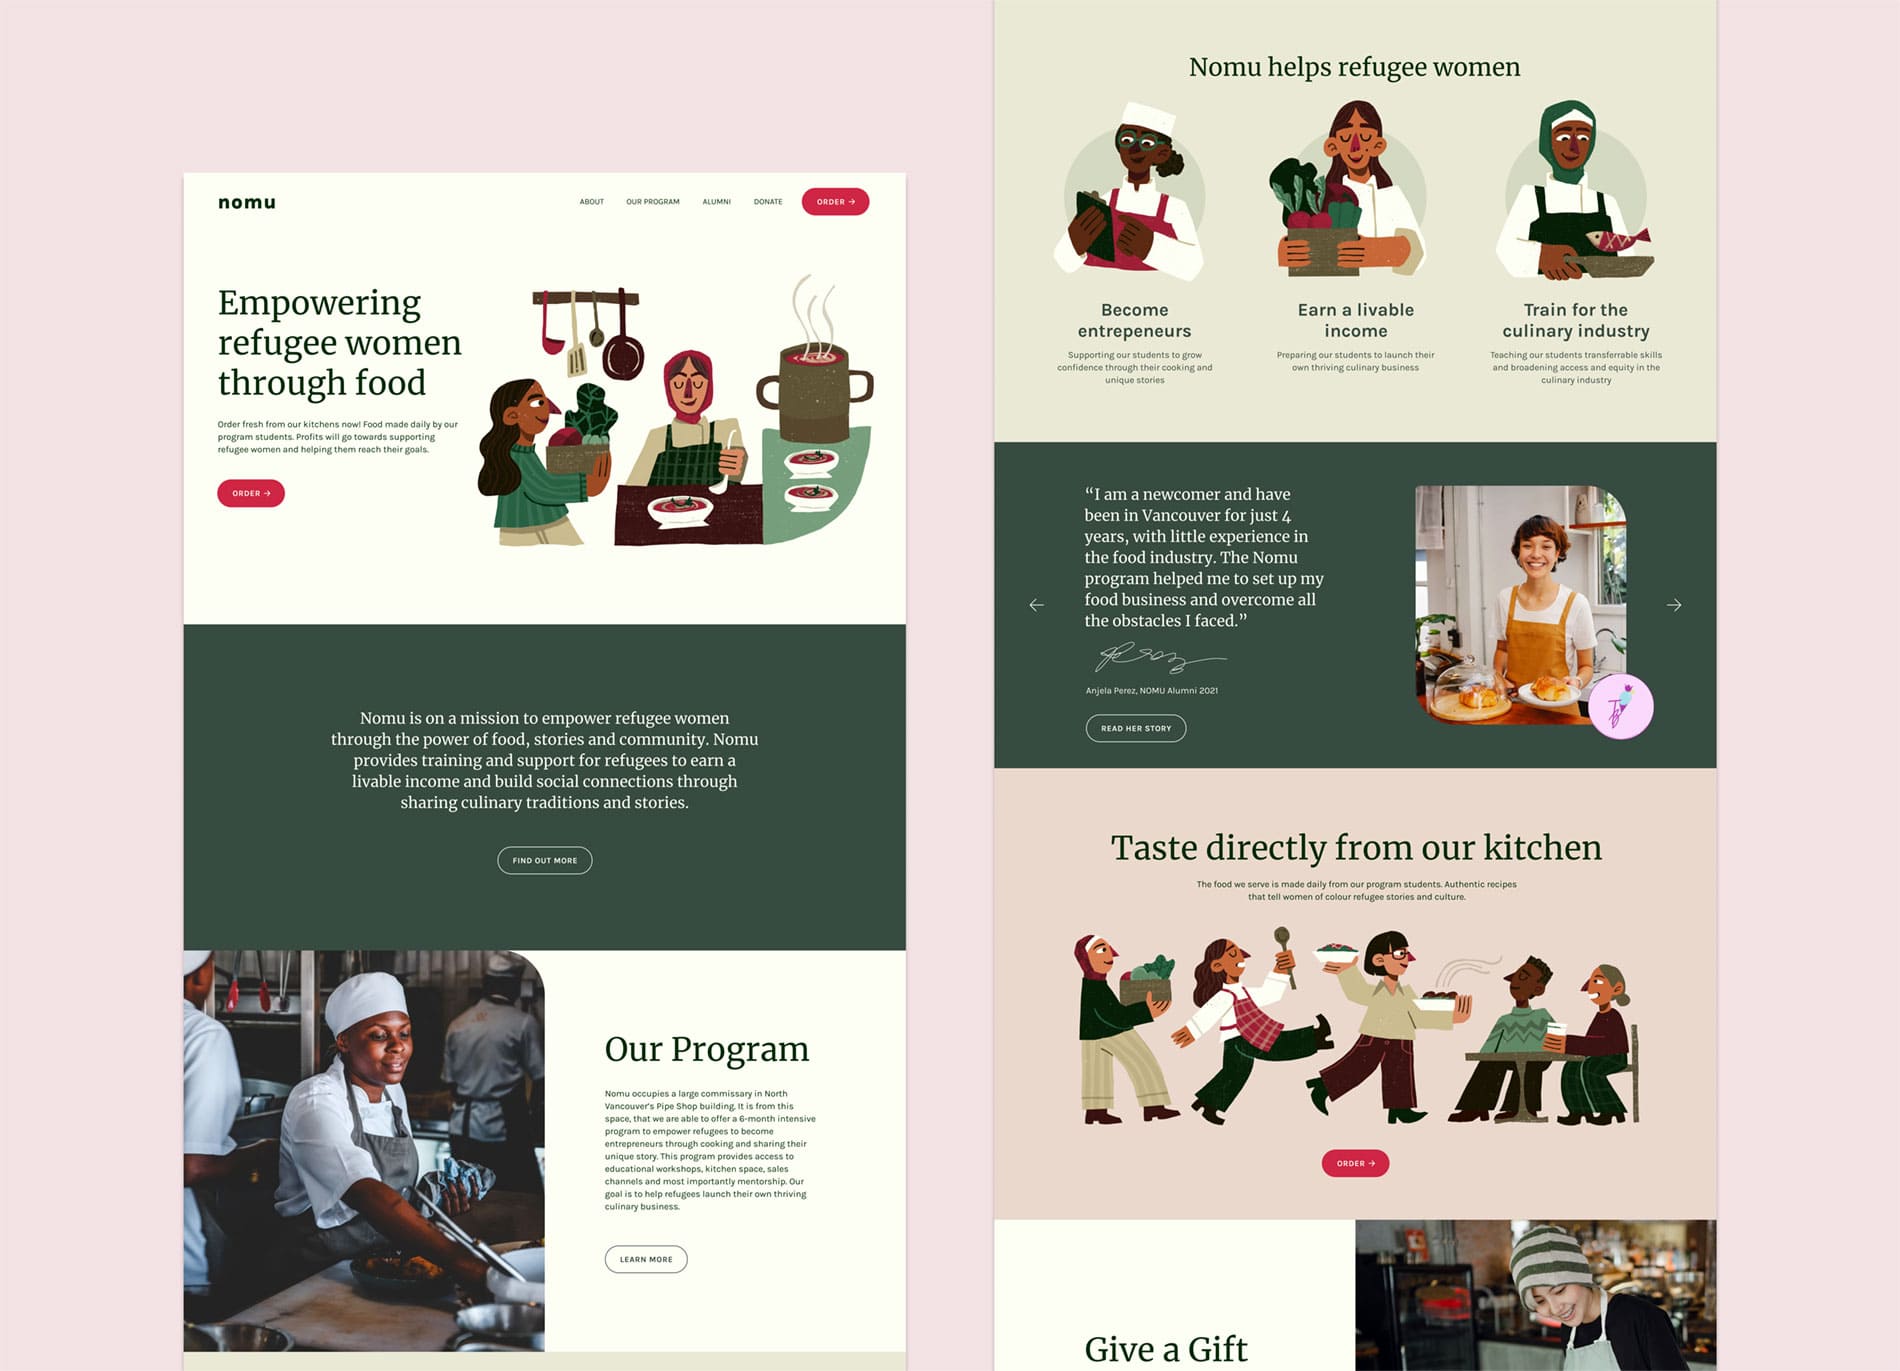 nomu
ABOUT
OUR PROGRAM
ALUMNI
DONATE
ORDER →
Empowering
refugee women
through food
Order fresh from our kitchens now! Food made daily by our
program students. Profits will go towards supporting
refugee women and helping them reach their goals.
ORDER →
Nomu is on a mission to empower refugee women
through the power of food, stories and community. Nomu
provides training and support for refugees to earn a
livable income and build social connections through
sharing culinary traditions and stories.
FIND OUT MORE
Our Program
Nomu occupies a large commissary in North
Vancouver's Pipe Shop building. It is from this
space, that we are able to offer a 6-month intensive
program to empower refugees to become
entrepreneurs through cooking and sharing their
unique story. This program provides access to
educational workshops, kitchen space, sales
channels and most importantly mentorship. Our
goal is to help refugees launch their own thriving
culinary business.
LEARN MORE
Nomu helps refugee women
Become
entrepeneurs
Supporting our students to grow
confidence through their cooking and
unique stories
Earn a livable
income
Preparing our students to launch their
own thriving culinary business
Train for the
culinary industry
Teaching our students transferrable skills
and broadening access and equity in the
culinary industry
“I am a newcomer and have
been in Vancouver for just 4
years, with little experience in
the food industry. The Nomu
program helped me to set up my
food business and overcome all
the obstacles I faced.”
Anjela Perez, NOMU Alumni 2021
READ HER STORY
Taste directly from our kitchen
The food we serve is made daily from our program students. Authentic recipes
that tell women of colour refugee stories and culture.
ORDER →
Give a Gift